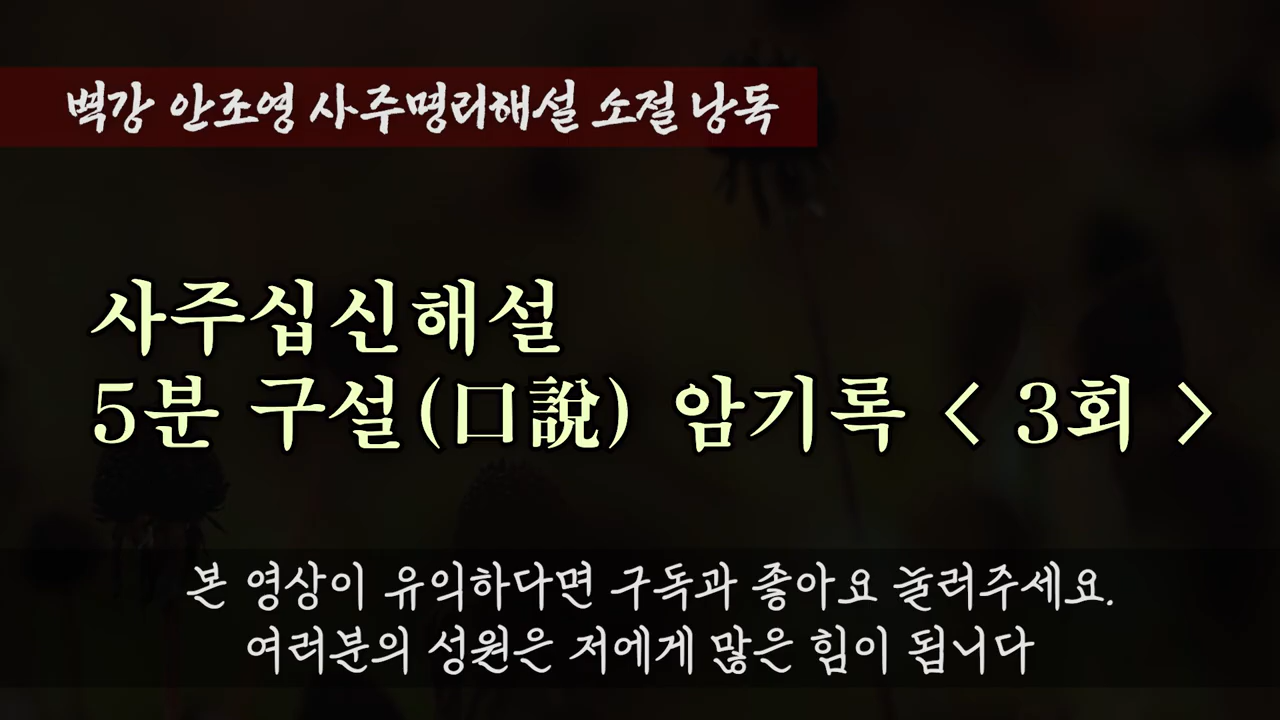 벽강 안조영 사주명리해설 소절 낭독
사주십신해설
5분 구설(口說) 암기록 < 3회 >
본 영상이 유의하다면 구독과 좋아요 눌러주세요.
여러분의 성원은 저에게 많은 힘이 됩니다